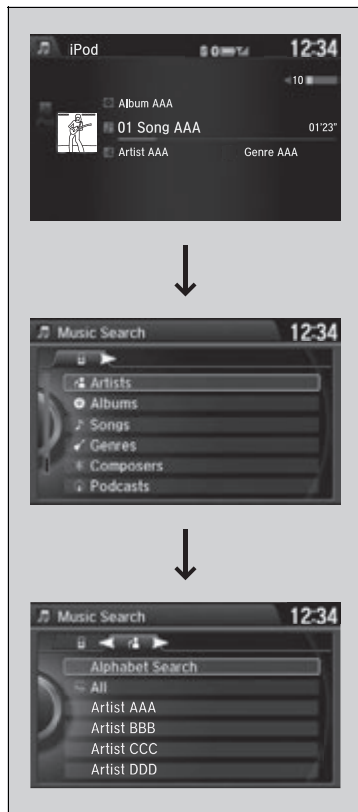 iPod 12:34
10
Album AAA
01 Song AAA 01'23"
Artist AAA Genre AAA
Music Search 12:34
Artists
Albums
Songs
Genres
Composers
Podcasts
Music Search 12:34
Alphabet Search
All
Artist AAA
Artist BBB
Artist CCC
Artist DDD